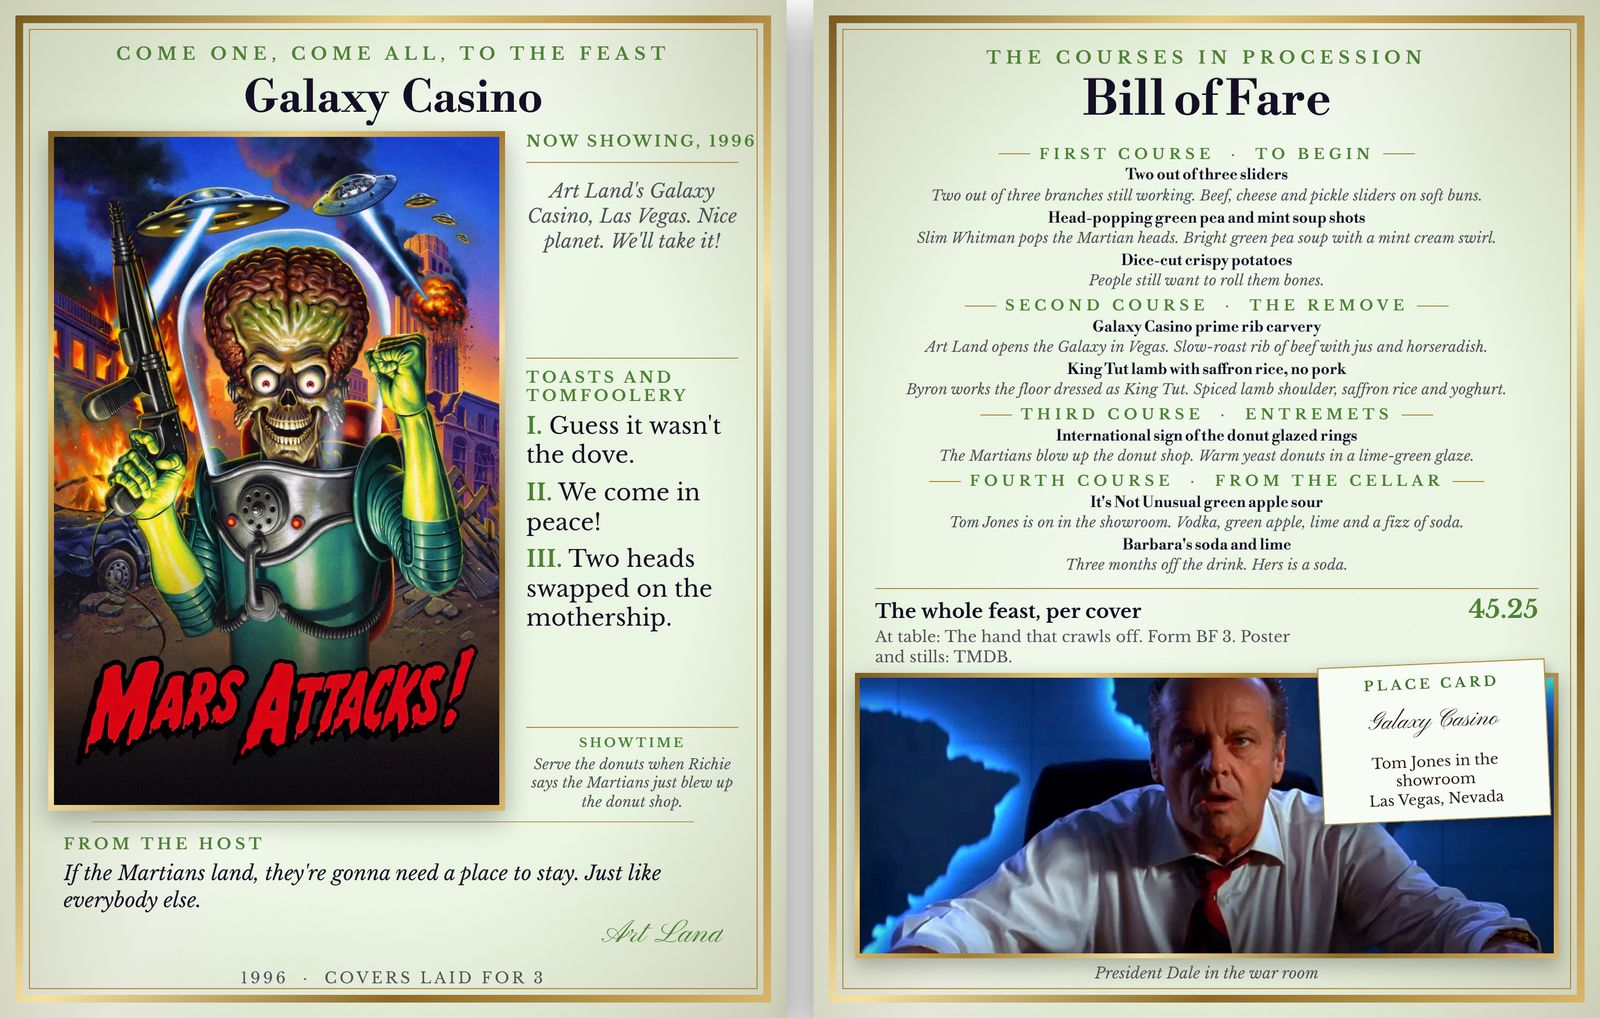 COME ONE, COME ALL, TO THE FEAST
Galaxy Casino
MARS ATTACKS!
NOW SHOWING, 1996
Art Land's Galaxy
Casino, Las Vegas. Nice
planet. We'll take it!
TOASTS AND
TOMFOOLERY
I. Guess it wasn't
the dove.
II. We come in
peace!
III. Two heads
swapped on the
mothership.
SHOWTIME
Serve the donuts when Richie
says the Martians just blew up
the donut shop.
FROM THE HOST
If the Martians land, they're gonna need a place to stay. Just like
everybody else.
Art Land
1996 · COVERS LAID FOR 3
THE COURSES IN PROCESSION
Bill of Fare
FIRST COURSE · TO BEGIN
Two out of three sliders
Two out of three branches still working. Beef, cheese and pickle sliders on soft buns.
Head-popping green pea and mint soup shots
Slim Whitman pops the Martian heads. Bright green pea soup with a mint cream swirl.
Dice-cut crispy potatoes
People still want to roll them bones.
SECOND COURSE · THE REMOVE
Galaxy Casino prime rib carvery
Art Land opens the Galaxy in Vegas. Slow-roast rib of beef with jus and horseradish.
King Tut lamb with saffron rice, no pork
Byron works the floor dressed as King Tut. Spiced lamb shoulder, saffron rice and yoghurt.
THIRD COURSE · ENTREMETS
International sign of the donut glazed rings
The Martians blow up the donut shop. Warm yeast donuts in a lime-green glaze.
FOURTH COURSE · FROM THE CELLAR
It's Not Unusual green apple sour
Tom Jones is on in the showroom. Vodka, green apple, lime and a fizz of soda.
Barbara's soda and lime
Three months off the drink. Hers is a soda.
The whole feast, per cover 45.25
At table: The hand that crawls off. Form BF 3. Poster
and stills: TMDB.
PLACE CARD
Galaxy Casino
Tom Jones in the
showroom
Las Vegas, Nevada
President Dale in the war room